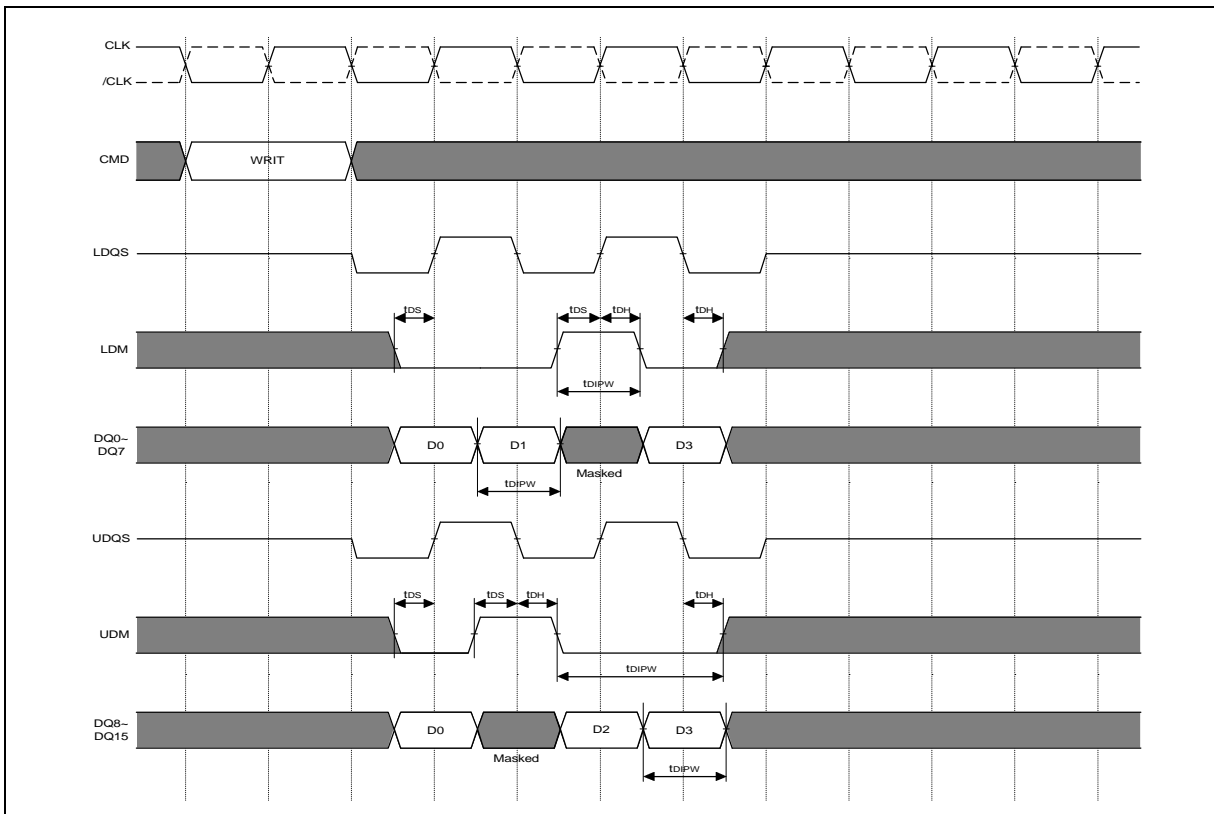 CLK
/CLK
CMD
WRIT
LDQS
tDS tDS tDH tDH
LDM
tDIPW
DQ0~
DQ7
D0 D1 D3
Masked
tDIPW
UDQS
tDS tDS tDH tDH
UDM
tDIPW
DQ8~
DQ15
D0 D2 D3
Masked
tDIPW